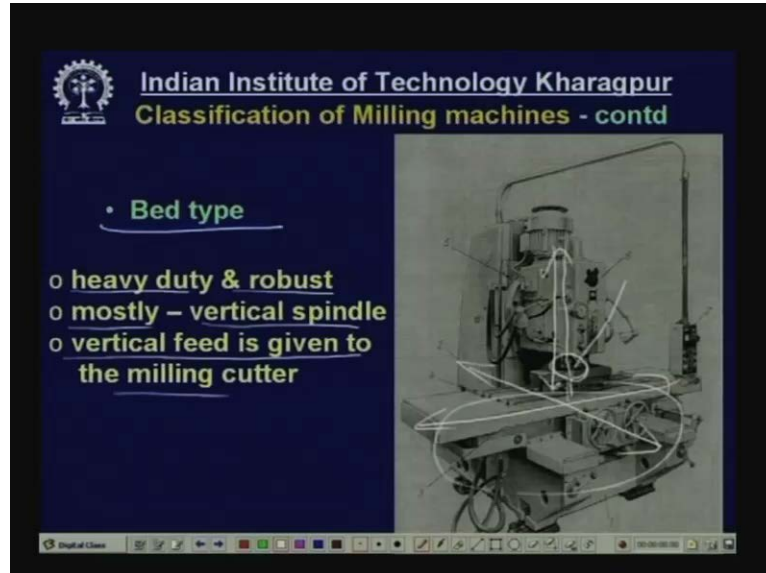 Indian Institute of Technology Kharagpur
Classification of Milling machines - contd
• Bed type
o heavy duty & robust
o mostly – vertical spindle
o vertical feed is given to
the milling cutter
Digital Class